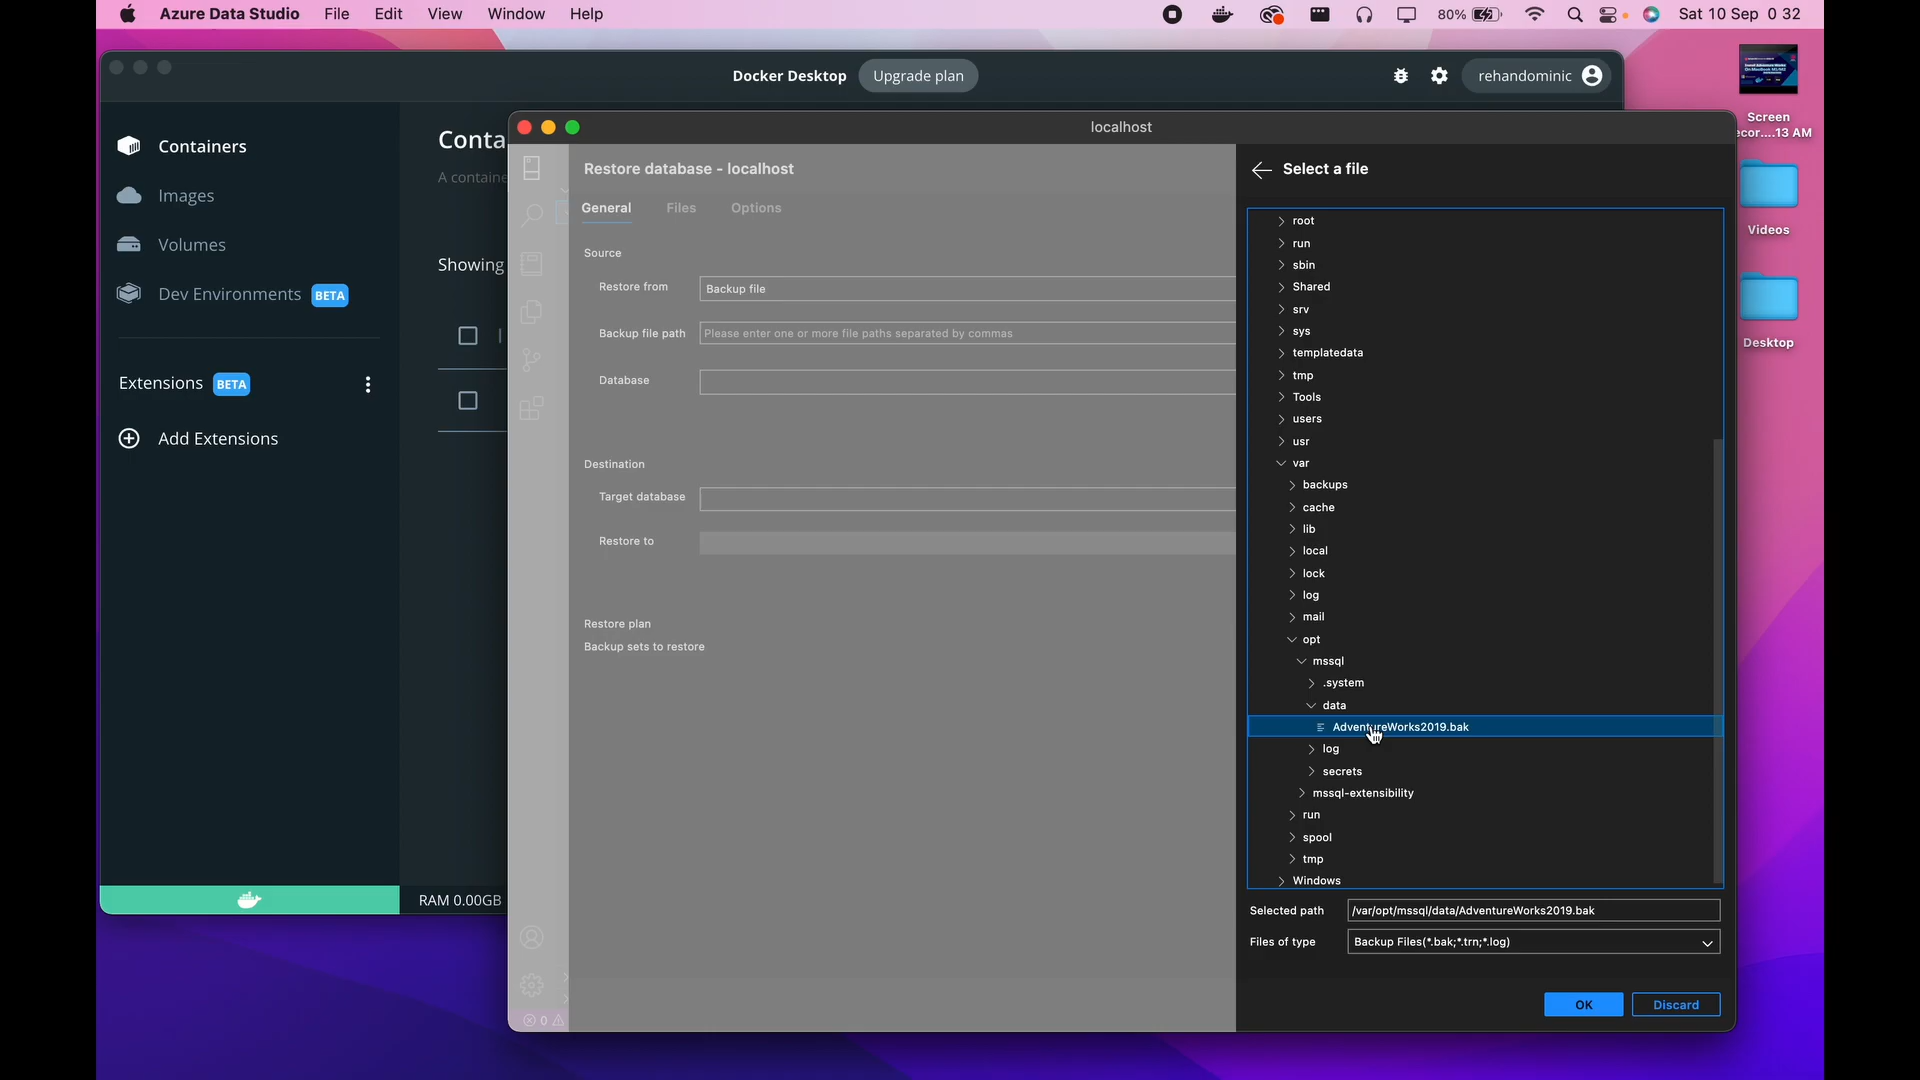 Azure Data Studio File Edit View Window Help
80% Sat 10 Sep 0 32
Docker Desktop Upgrade plan
rehandominic
Containers
Images
Volumes
Dev Environments BETA
Extensions BETA
Add Extensions
Conta
A containe
Showing
RAM 0.00GB
localhost
Restore database - localhost
General Files Options
Source
Restore from Backup file
Backup file path Please enter one or more file paths separated by commas
Database
Destination
Target database
Restore to
Restore plan
Backup sets to restore
0
Select a file
root
run
sbin
Shared
srv
sys
templatedata
tmp
Tools
users
usr
var
backups
cache
lib
local
lock
log
mail
opt
mssql
.system
data
AdventureWorks2019.bak
log
secrets
mssql-extensibility
run
spool
tmp
Windows
Selected path /var/opt/mssql/data/AdventureWorks2019.bak
Files of type Backup Files(*.bak;*.trn;*.log)
OK Discard
Screen
ecor....13 AM
Videos
Desktop